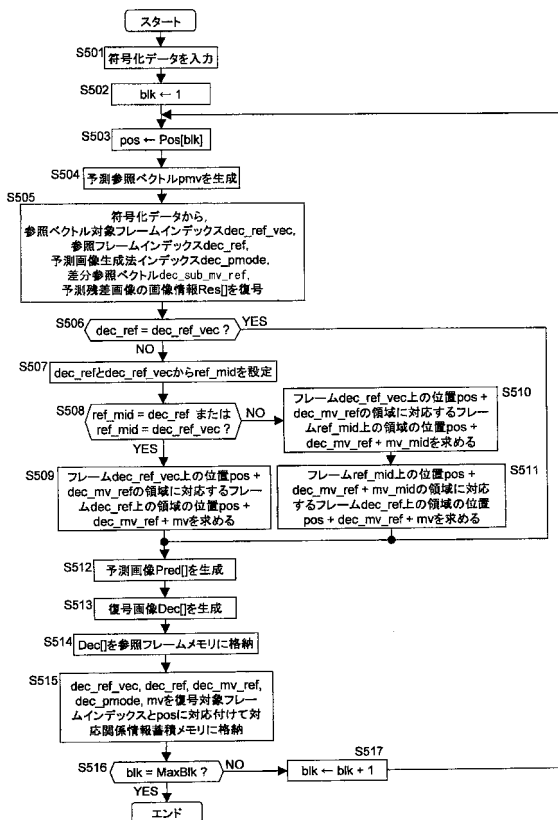 スタート
S501
符号化データを入力
S502
blk ← 1
S503
pos ← Pos[blk]
S504
予測参照ベクトルpmvを生成
S505
符号化データから,
参照ベクトル対象フレームインデックスdec_ref_vec,
参照フレームインデックスdec_ref,
予測画像生成法インデックスdec_pmode,
差分参照ベクトルdec_sub_mv_ref,
予測残差画像の画像情報Res[]を復号
S506
dec_ref = dec_ref_vec ?
YES
NO
S507
dec_refとdec_ref_vecからref_midを設定
S508
ref_mid = dec_ref または
ref_mid = dec_ref_vec ?
NO
YES
S510
フレームdec_ref_vec上の位置pos +
dec_mv_refの領域に対応するフレー
ムref_mid上の領域の位置pos +
dec_mv_ref + mv_midを求める
S509
フレームdec_ref_vec上の位置pos +
dec_mv_refの領域に対応するフレー
ムdec_ref上の領域の位置pos +
dec_mv_ref + mvを求める
S511
フレームref_mid上の位置pos +
dec_mv_ref + mv_midの領域に対応
するフレームdec_ref上の領域の位置
pos + dec_mv_ref + mvを求める
S512
予測画像Pred[]を生成
S513
復号画像Dec[]を生成
S514
Dec[]を参照フレームメモリに格納
S515
dec_ref_vec, dec_ref, dec_mv_ref,
dec_pmode, mvを復号対象フレー
ムインデックスとposに対応付けて対
応関係情報蓄積メモリに格納
S516
blk = MaxBlk ?
NO
YES
S517
blk ← blk + 1
エンド